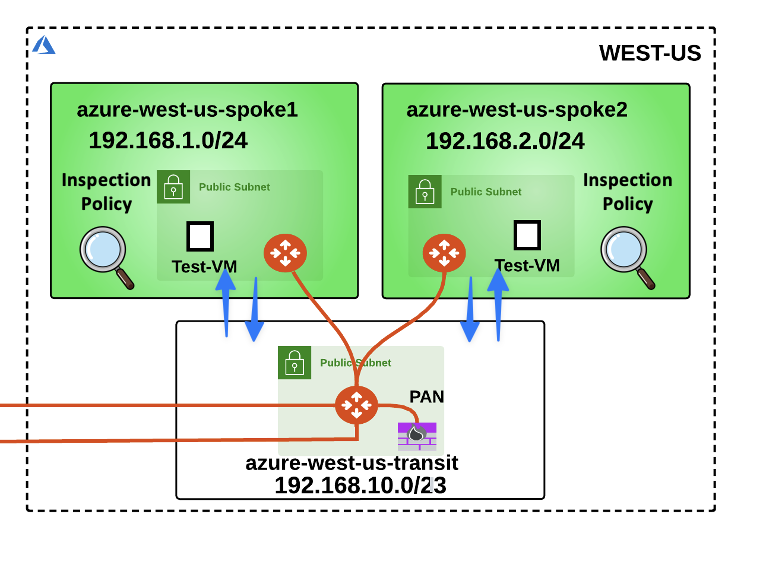 WEST-US
azure-west-us-spoke1
192.168.1.0/24
Inspection
Policy
Public Subnet
Test-VM
azure-west-us-spoke2
192.168.2.0/24
Public Subnet
Inspection
Policy
Test-VM
Public Subnet
PAN
azure-west-us-transit
192.168.10.0/23